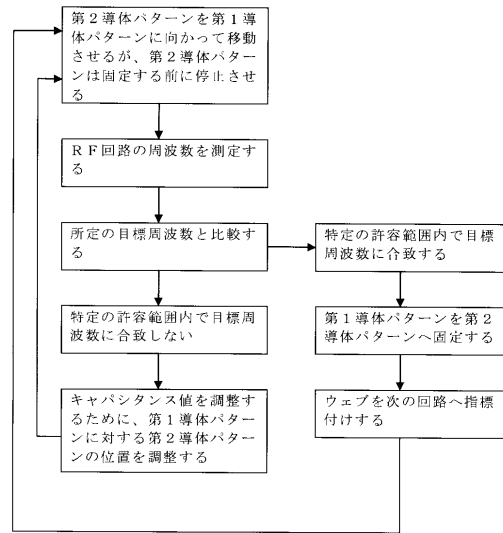 第２導体パターンを第１導
体パターンに向かって移動
させるが、第２導体パター
ンは固定する前に停止させ
る
ＲＦ回路の周波数を測定す
る
所定の目標周波数と比較する
する
特定の許容範囲内で目標周
波数に合致しない
キャパシタンス値を調整す
るために、第１導体パター
ンに対する第２導体パター
ンの位置を調整する
特定の許容範囲内で目標
周波数に合致する
第１導体パターンを第２
導体パターンへ固定する
ウェブを次の回路へ指標
付けする